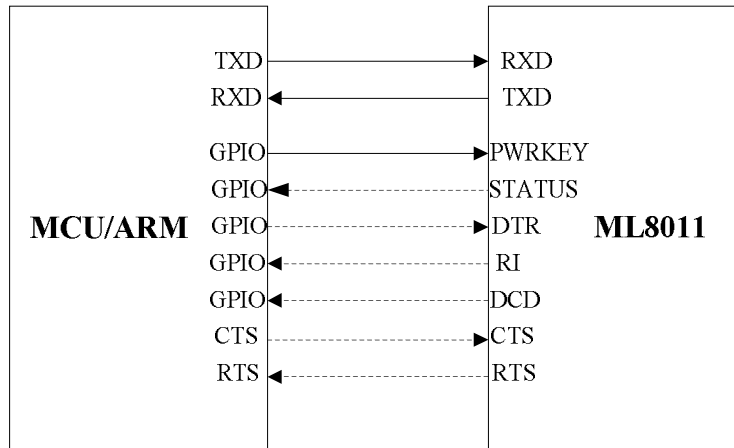 TXD RXD
RXD TXD
GPIO PWRKEY
GPIO STATUS
MCU/ARM GPIO DTR ML8011
GPIO RI
GPIO DCD
CTS CTS
RTS RTS